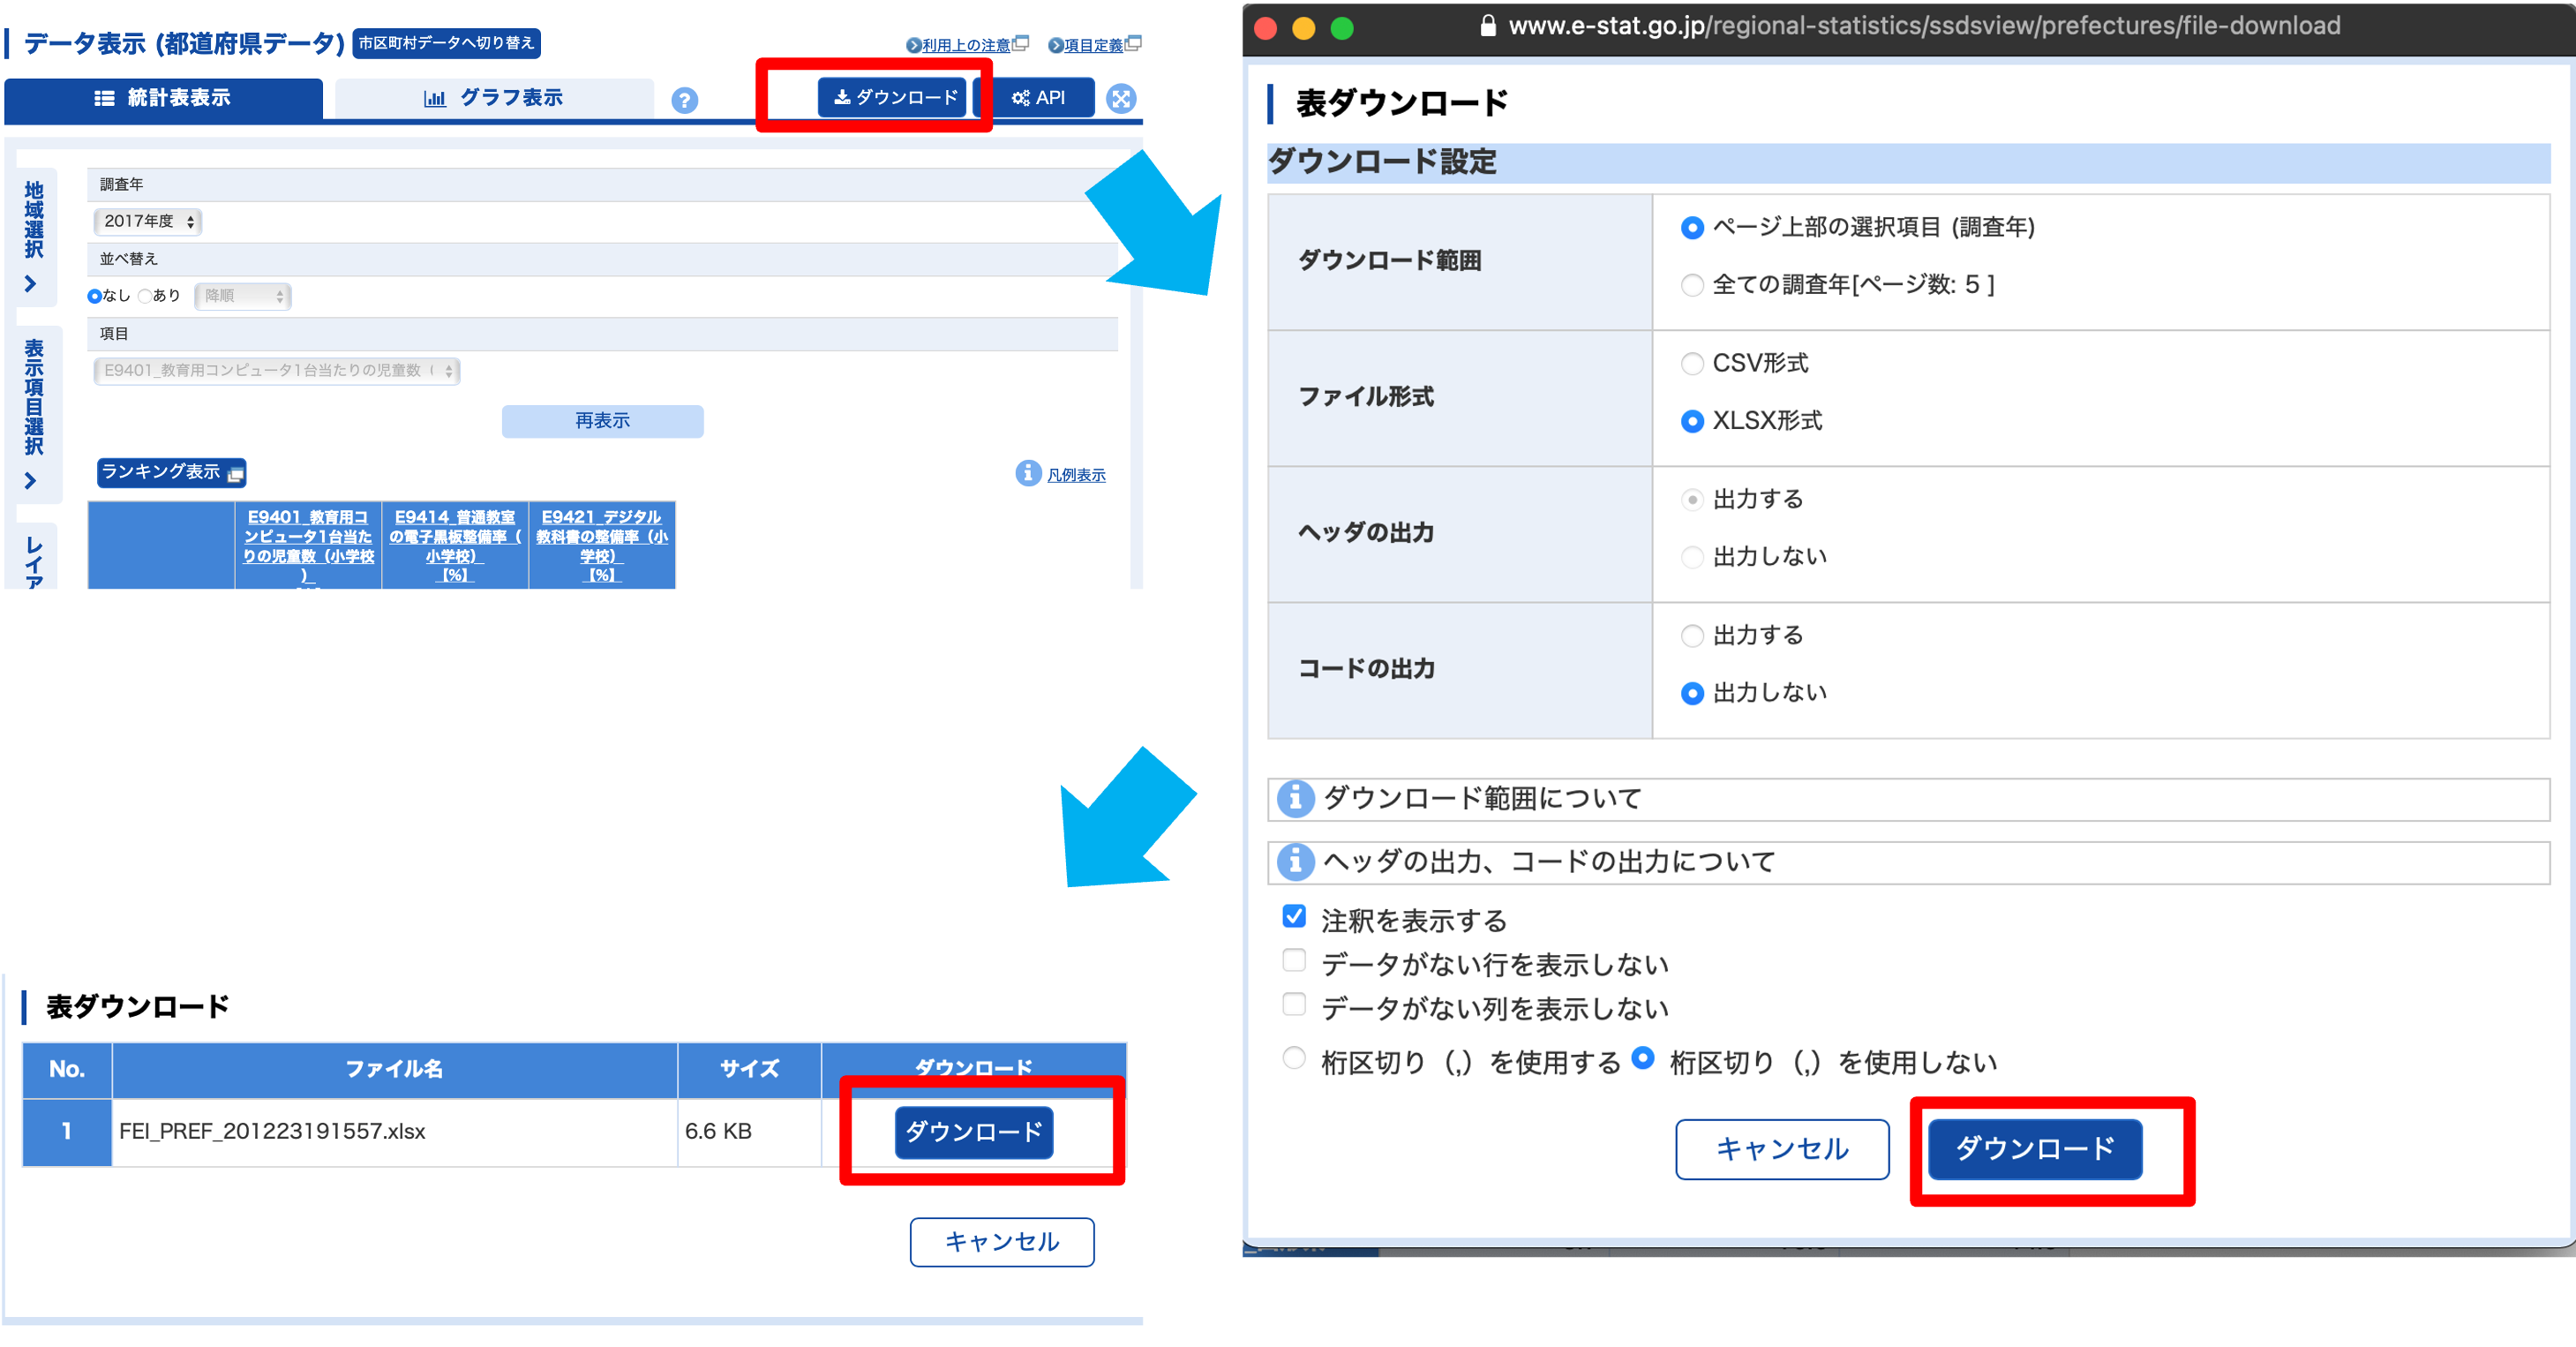 データ表示 (都道府県データ) 市区町村データへ切り替え
利用上の注意 項目定義
統計表表示 グラフ表示 ? ダウンロード API
地域選択
表示項目選択
レイア
調査年
2017年度
並べ替え
なし あり 降順
項目
E9401_教育用コンピュータ1台当たりの児童数（
再表示
ランキング表示 凡例表示
E9401_教育用コンピュータ1台当たりの児童数（小学校）
E9414_普通教室の電子黒板整備率（小学校）【%】
E9421_デジタル教科書の整備率（小学校）【%】
www.e-stat.go.jp/regional-statistics/ssdsview/prefectures/file-download
表ダウンロード
ダウンロード設定
ダウンロード範囲
ページ上部の選択項目 (調査年)
全ての調査年[ページ数: 5 ]
ファイル形式
CSV形式
XLSX形式
ヘッダの出力
出力する
出力しない
コードの出力
出力する
出力しない
ダウンロード範囲について
ヘッダの出力、コードの出力について
注釈を表示する
データがない行を表示しない
データがない列を表示しない
桁区切り（,）を使用する 桁区切り（,）を使用しない
キャンセル ダウンロード
表ダウンロード
No. ファイル名 サイズ ダウンロード
1 FEI_PREF_201223191557.xlsx 6.6 KB ダウンロード
キャンセル